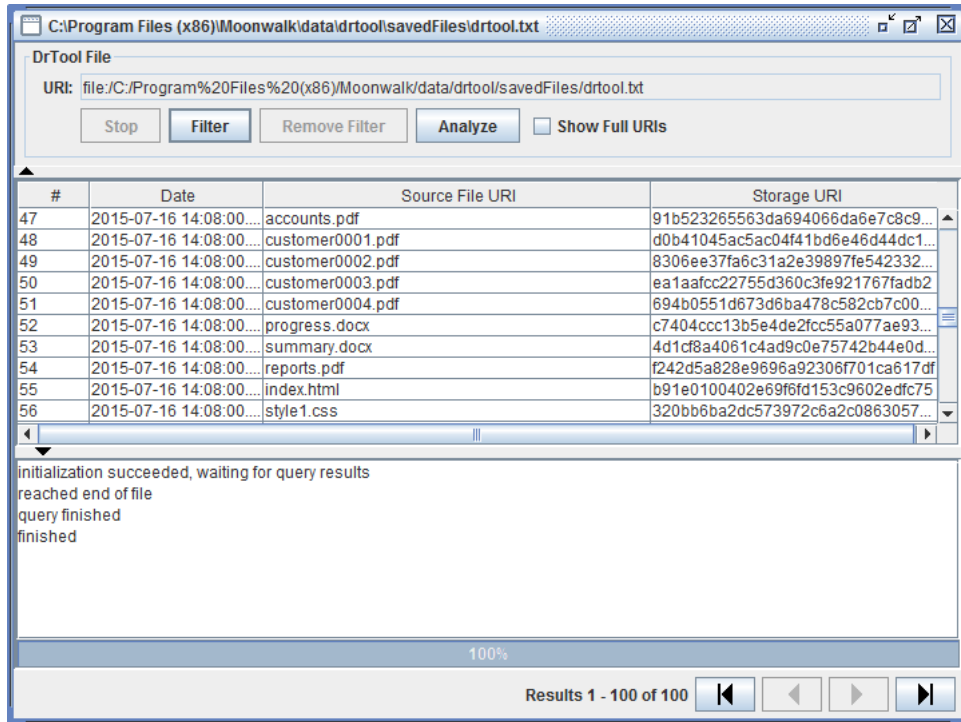 C:\Program Files (x86)\Moonwalk\data\drtool\savedFiles\drtool.txt
DrTool File
URI: file:/C:/Program%20Files%20(x86)/Moonwalk/data/drtool/savedFiles/drtool.txt
Stop Filter Remove Filter Analyze Show Full URIs
# Date Source File URI Storage URI
47 2015-07-16 14:08:00.... accounts.pdf 91b523265563da694066da6e7c8c9...
48 2015-07-16 14:08:00.... customer0001.pdf d0b41045ac5ac04f41bd6e46d44dc1...
49 2015-07-16 14:08:00.... customer0002.pdf 8306ee37fa6c31a2e39897fe542332...
50 2015-07-16 14:08:00.... customer0003.pdf ea1aafcc22755d360c3fe921767fadb2
51 2015-07-16 14:08:00.... customer0004.pdf 694b0551d673d6ba478c582cb7c00...
52 2015-07-16 14:08:00.... progress.docx c7404ccc13b5e4de2fcc55a077ae93...
53 2015-07-16 14:08:00.... summary.docx 4d1cf8a4061c4ad9c0e75742b44e0d...
54 2015-07-16 14:08:00.... reports.pdf f242d5a828e9696a92306f701ca617df
55 2015-07-16 14:08:00.... index.html b91e0100402e69f6fd153c9602edfc75
56 2015-07-16 14:08:00.... style1.css 320bb6ba2dc573972c6a2c0863057...
initialization succeeded, waiting for query results
reached end of file
query finished
finished
100%
Results 1 - 100 of 100